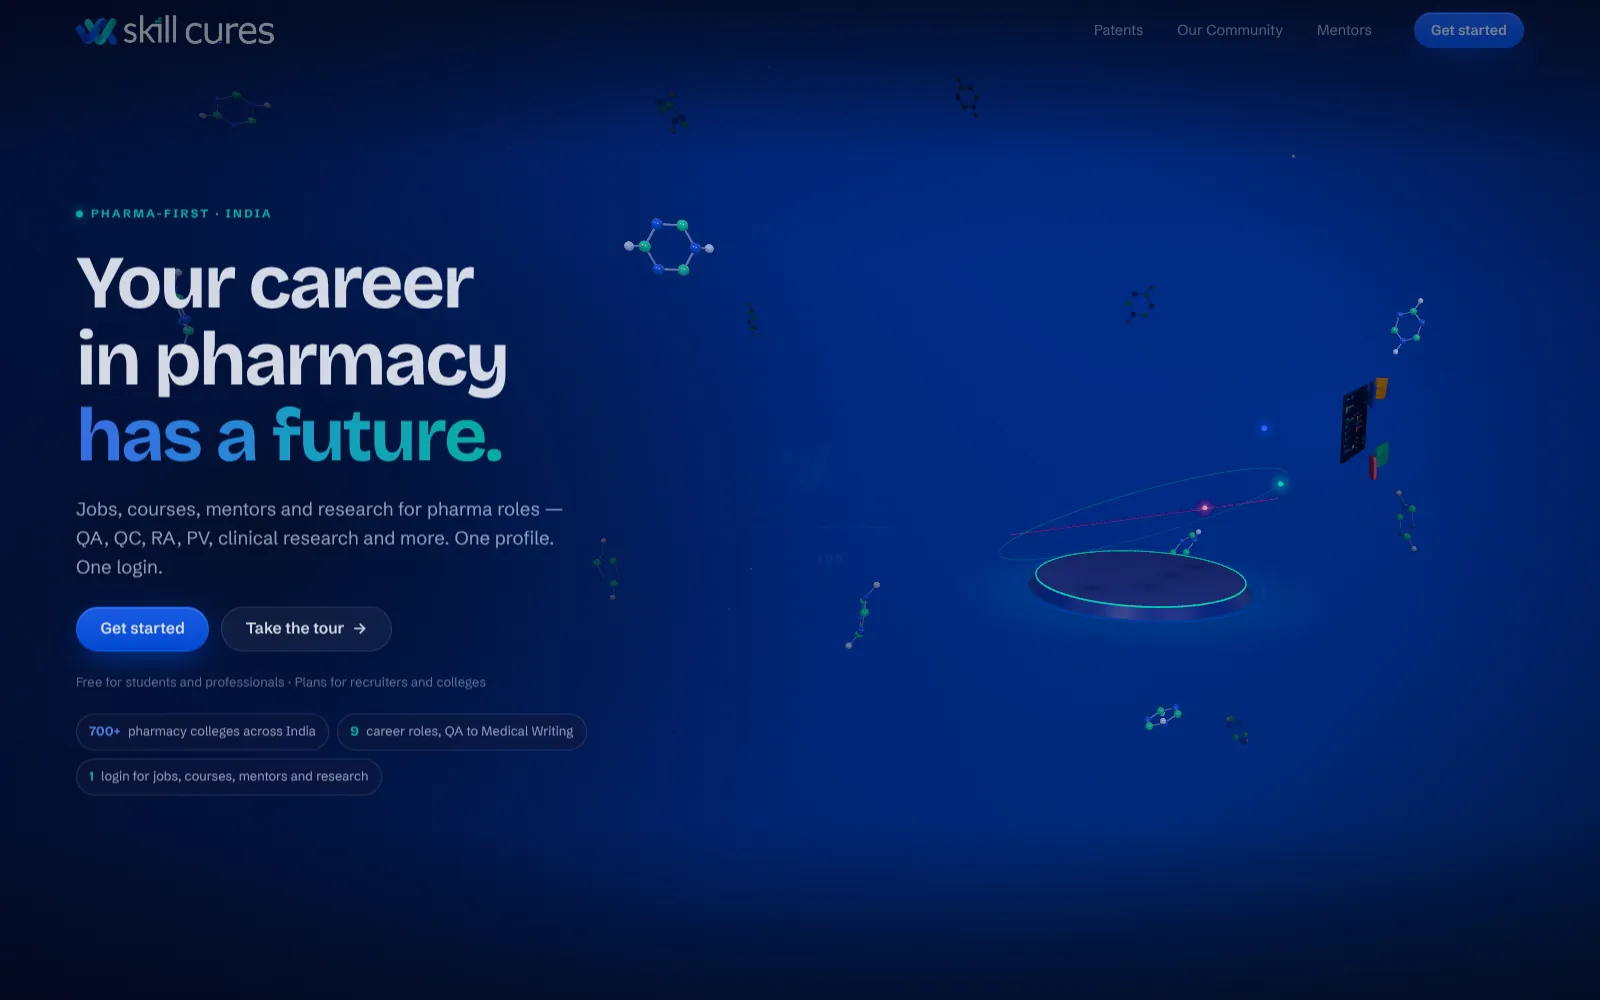 skill cures
Patents
Our Community
Mentors
Get started
PHARMA-FIRST · INDIA
Your career
in pharmacy
has a future.
Jobs, courses, mentors and research for pharma roles —
QA, QC, RA, PV, clinical research and more. One profile.
One login.
Get started
Take the tour →
Free for students and professionals · Plans for recruiters and colleges
700+ pharmacy colleges across India
9 career roles, QA to Medical Writing
1 login for jobs, courses, mentors and research